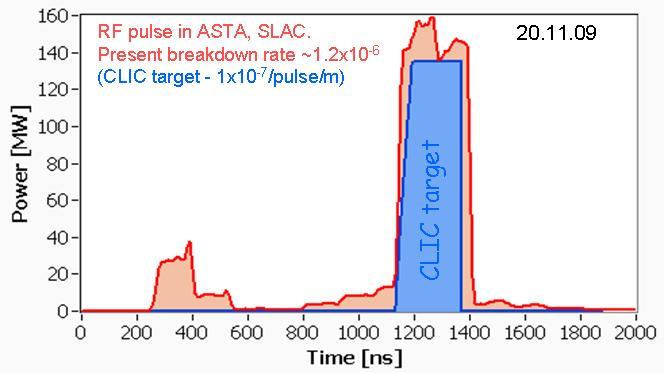 RF pulse in ASTA, SLAC.
Present breakdown rate ~1.2x10⁻⁶
(CLIC target - 1x10⁻⁷/pulse/m)
20.11.09
CLIC target
Power [MW]
160
140
120
100
80
60
40
20
0
0 200 400 600 800 1000 1200 1400 1600 1800 2000
Time [ns]